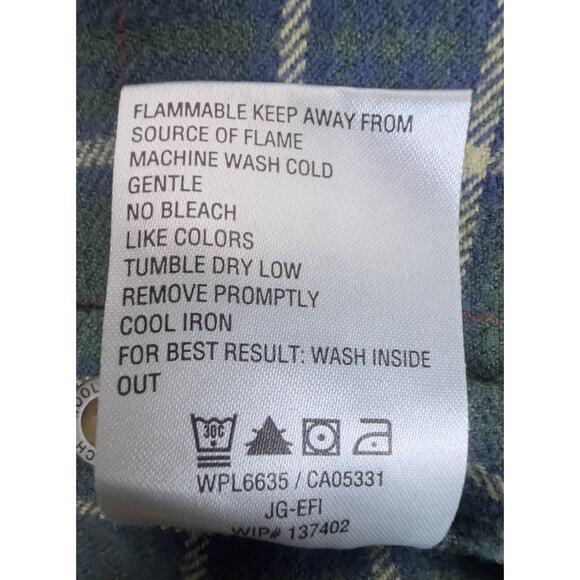 FLAMMABLE KEEP AWAY FROM
SOURCE OF FLAME
MACHINE WASH COLD
GENTLE
NO BLEACH
LIKE COLORS
TUMBLE DRY LOW
REMOVE PROMPTLY
COOL IRON
FOR BEST RESULT: WASH INSIDE
OUT
30C
WPL6635 / CA05331
JG-EFI
WIP# 137402